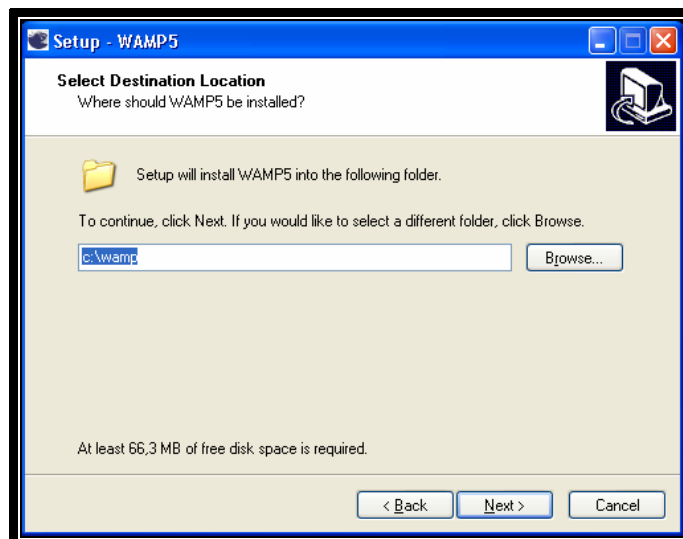 Setup - WAMP5
Select Destination Location
Where should WAMP5 be installed?
Setup will install WAMP5 into the following folder.
To continue, click Next. If you would like to select a different folder, click Browse.
c:\wamp
Browse...
At least 66,3 MB of free disk space is required.
< Back
Next >
Cancel